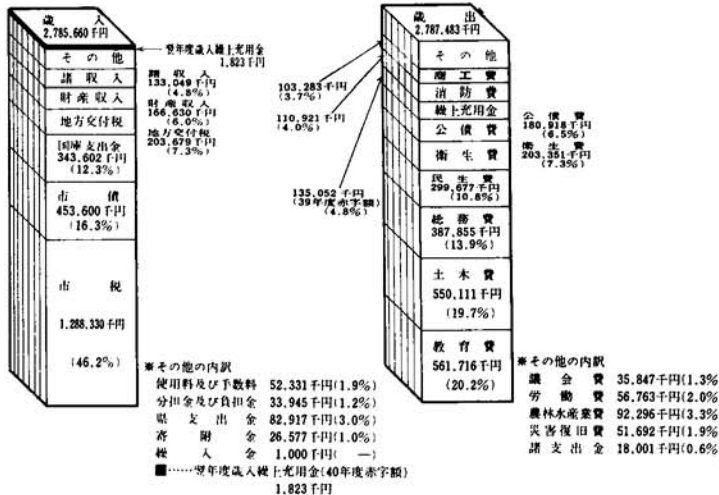 歳入
2,785,660千円
翌年度歳入繰上充用金
1,823千円
その他
諸収入
財産収入
地方交付税
国庫支出金
343,602千円
(12.3%)
市債
453,600千円
(16.3%)
市税
1,288,330千円
(46.2%)
諸収入
133,049千円
(4.8%)
財産収入
166,630千円
(6.0%)
地方交付税
203,679千円
(7.3%)
※その他の内訳
使用料及び手数料 52,331千円(1.9%)
分担金及び負担金 33,945千円(1.2%)
県支出金 82,917千円(3.0%)
寄附金 26,577千円(1.0%)
繰入金 1,000千円( ―)
■……翌年度歳入繰上充用金(40年度赤字額)
1,823千円
歳出
2,787,483千円
その他
商工費
消防費
繰上充用金
公債費
衛生費
民生費
299,677千円
(10.8%)
総務費
387,855千円
(13.9%)
土木費
550,111千円
(19.7%)
教育費
561,716千円
(20.2%)
103,283千円
(3.7%)
110,921千円
(4.0%)
135,052千円
(39年度赤字額)
(4.8%)
公債費
180,918千円
(6.5%)
衛生費
203,351千円
(7.3%)
※その他の内訳
議会費 35,847千円(1.3%
労働費 56,763千円(2.0%
農林水産業費 92,296千円(3.3%
災害復旧費 51,692千円(1.9%
諸支出金 18,001千円(0.6%